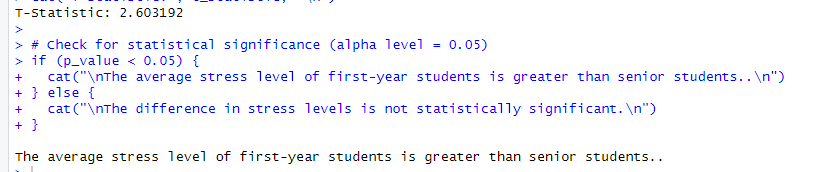 T-Statistic: 2.603192
>
> # Check for statistical significance (alpha level = 0.05)
> if (p_value < 0.05) {
+   cat("\nThe average stress level of first-year students is greater than senior students..\n")
+ } else {
+   cat("\nThe difference in stress levels is not statistically significant.\n")
+ }

The average stress level of first-year students is greater than senior students..
>